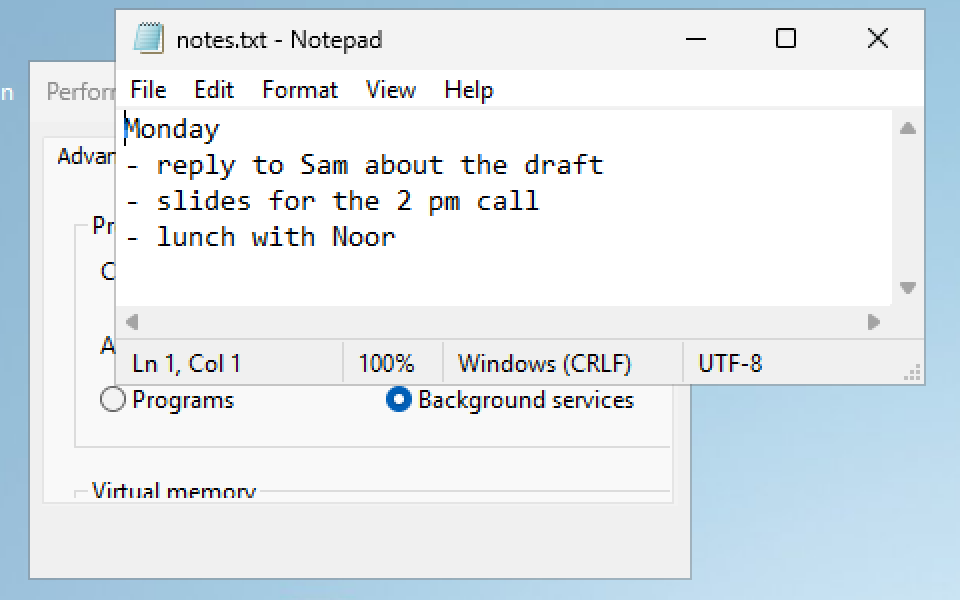 notes.txt - Notepad
File Edit Format View Help
Monday
- reply to Sam about the draft
- slides for the 2 pm call
- lunch with Noor
Ln 1, Col 1 100% Windows (CRLF) UTF-8
Programs Background services
Virtual memory